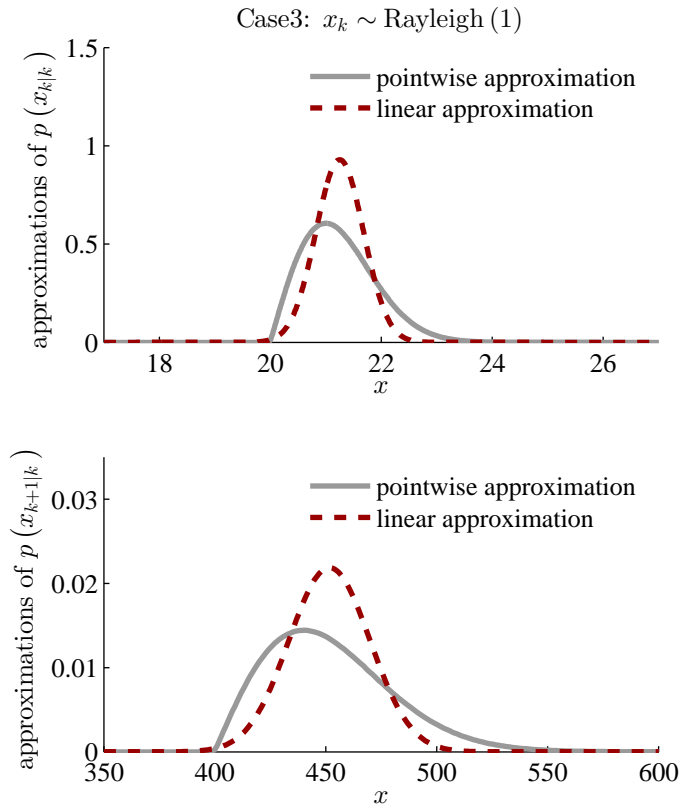 Case3: $x_k \sim$ Rayleigh (1)
approximations of $p\,(x_{k|k})$
1.5
1
0.5
0
pointwise approximation
linear approximation
18 20 22 24 26
$x$
approximations of $p\,(x_{k+1|k})$
0.03
0.02
0.01
0
pointwise approximation
linear approximation
350 400 450 500 550 600
$x$